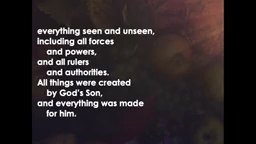 everything seen and unseen,
including all forces
and powers,
and all rulers
and authorities.
All things were created
by God's Son,
and everything was made
for him.